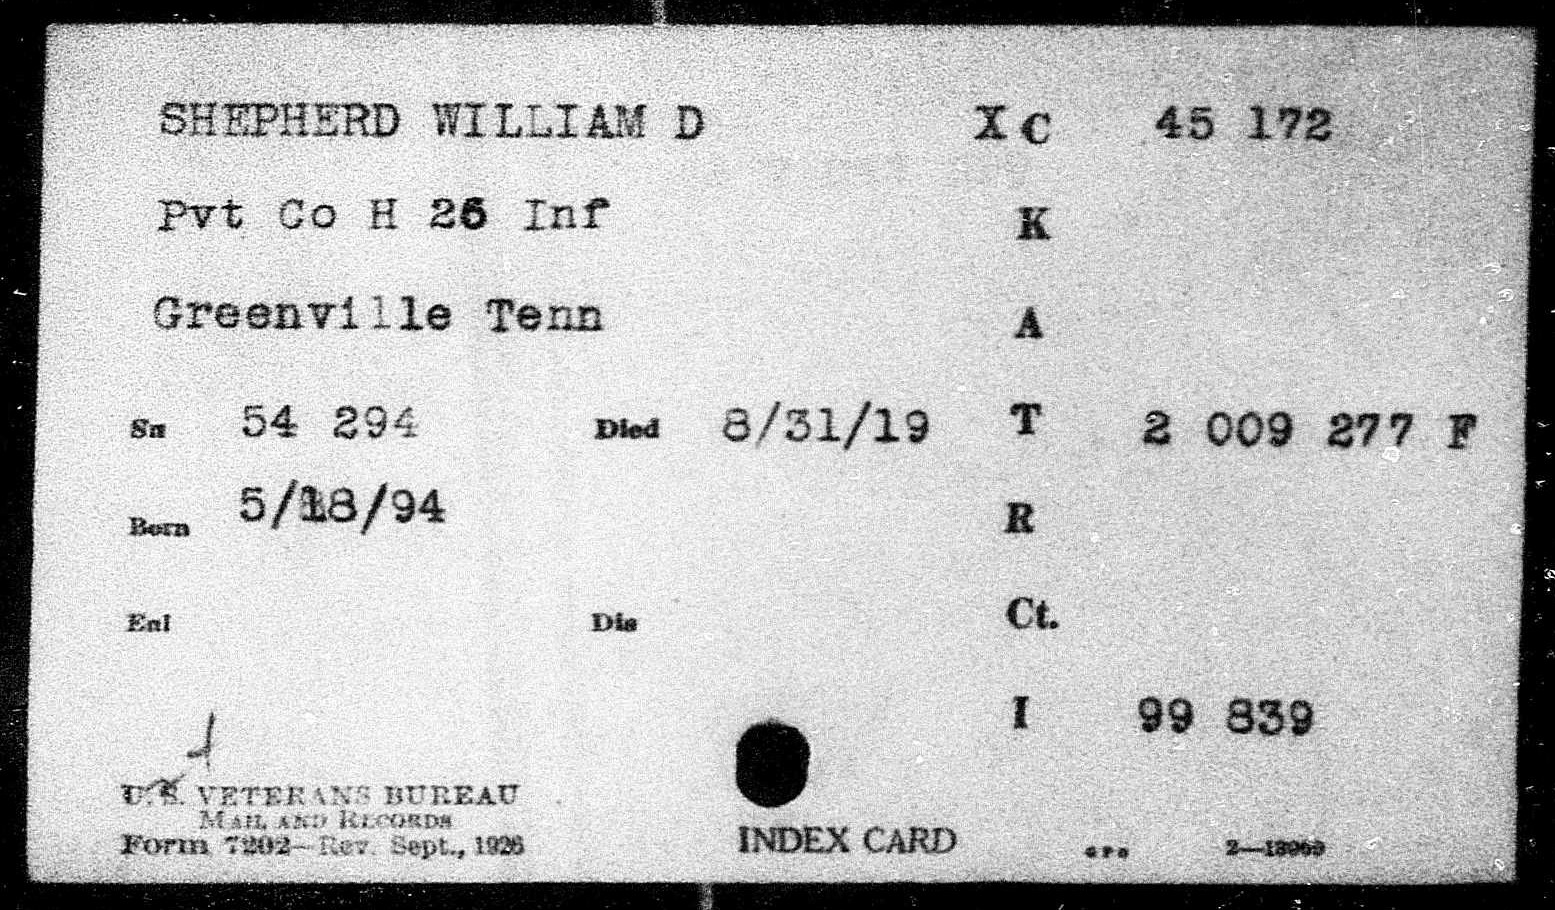 SHEPHERD WILLIAM D XC 45 172
Pvt Co H 26 Inf K
Greenville Tenn A
Sn 54 294 Died 8/31/19 T 2 009 277 F
Born 5/18/94 R
Enl Dis Ct.
I 99 839
U.S. VETERANS BUREAU
MAIL AND RECORDS
Form 7202—Rev. Sept., 1926 INDEX CARD GPO